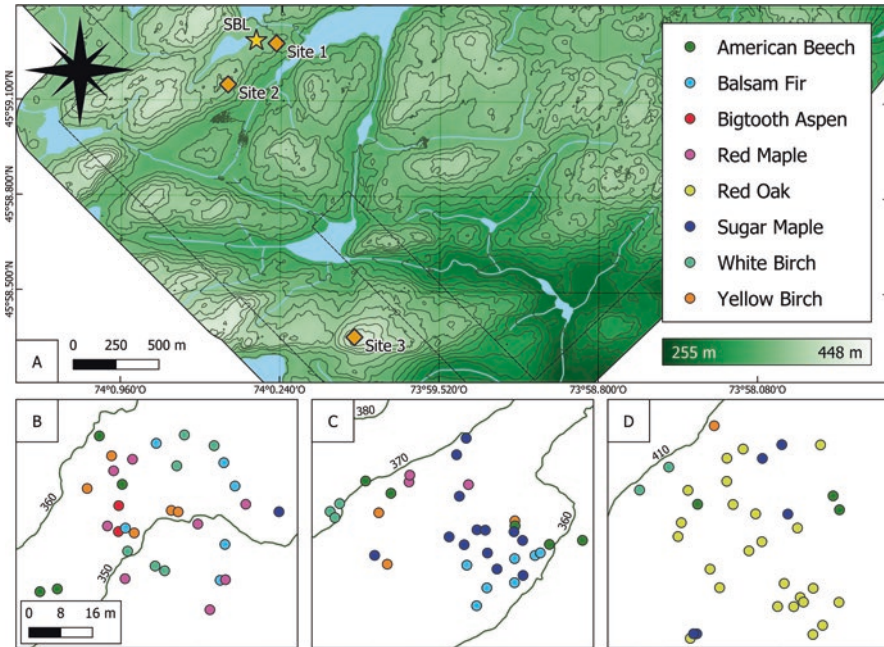 SBL
Site 1
Site 2
Site 3
45°59.100'N
45°58.800'N
45°58.500'N
American Beech
Balsam Fir
Bigtooth Aspen
Red Maple
Red Oak
Sugar Maple
White Birch
Yellow Birch
255 m
448 m
A
0 250 500 m
74°0.960'O
74°0.240'O
73°59.520'O
73°58.800'O
73°58.080'O
B
360
350
0 8 16 m
C
380
370
360
D
410